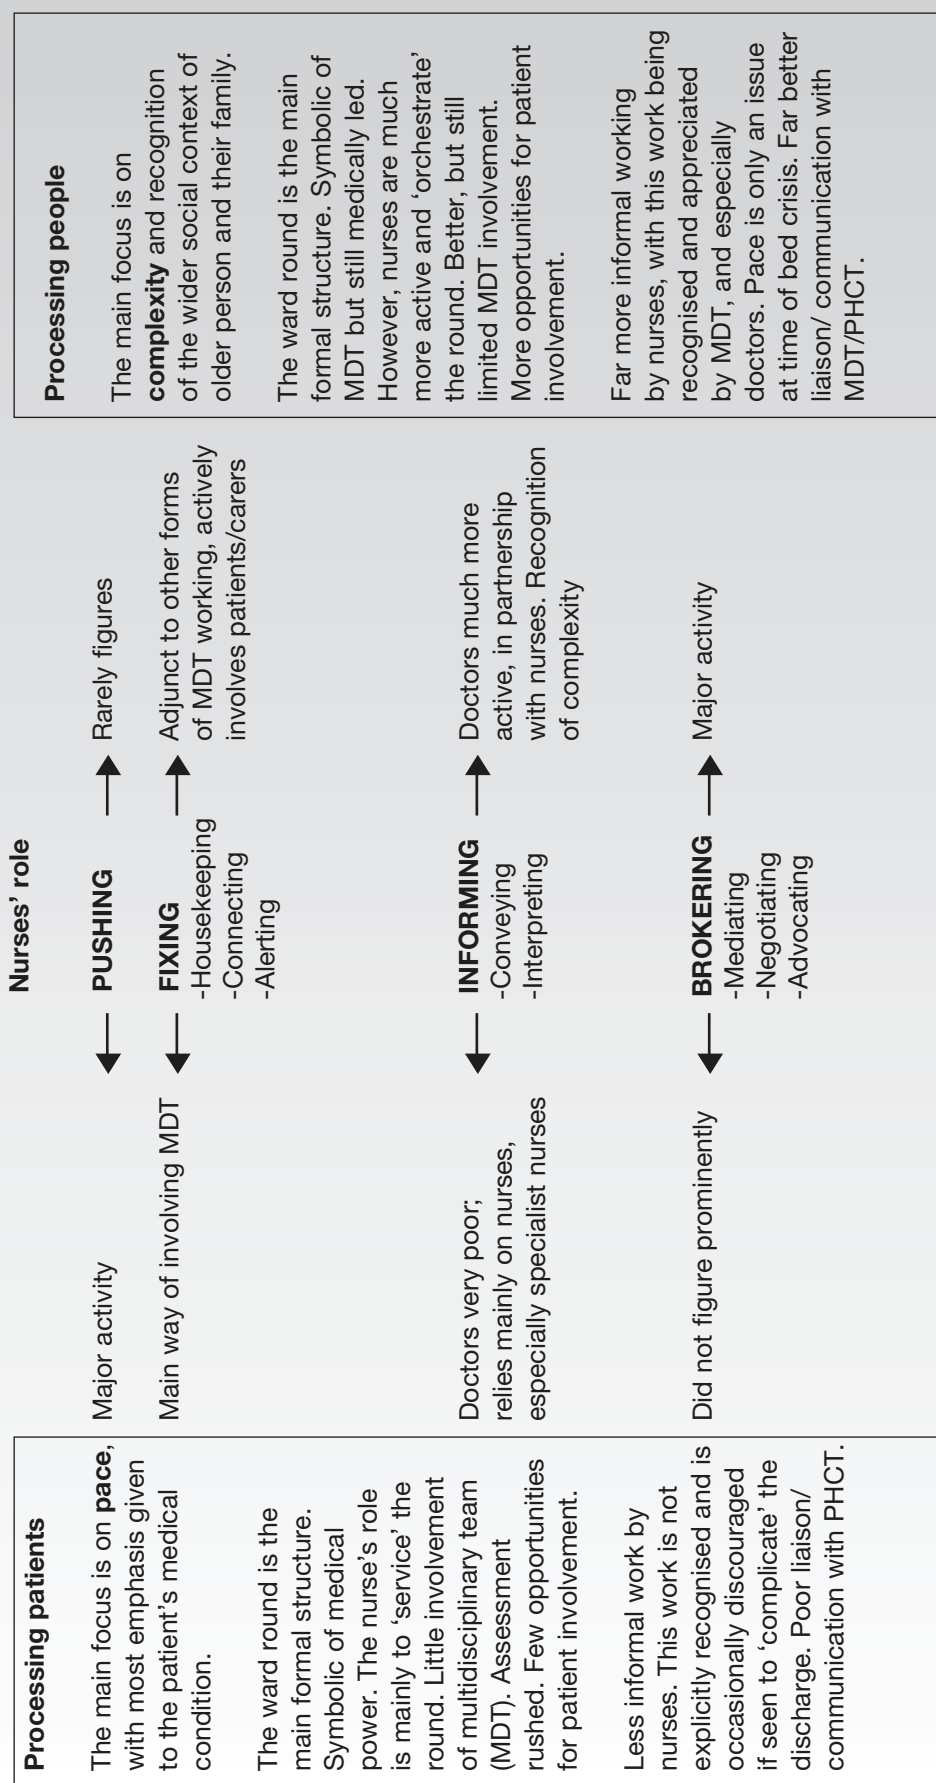 Processing patients
The main focus is on pace,
with most emphasis given
to the patient's medical
condition.
The ward round is the
main formal structure.
Symbolic of medical
power. The nurse's role
is mainly to ‘service’ the
round. Little involvement
of multidisciplinary team
(MDT). Assessment
rushed. Few opportunities
for patient involvement.
Less informal work by
nurses. This work is not
explicitly recognised and is
occasionally discouraged
if seen to ‘complicate’ the
discharge. Poor liaison/
communication with PHCT.
Major activity
Main way of involving MDT
Doctors very poor;
relies mainly on nurses,
especially specialist nurses
Did not figure prominently
Nurses’ role
PUSHING
FIXING
-Housekeeping
-Connecting
-Alerting
INFORMING
-Conveying
-Interpreting
BROKERING
-Mediating
-Negotiating
-Advocating
Rarely figures
Adjunct to other forms
of MDT working, actively
involves patients/carers
Doctors much more
active, in partnership
with nurses. Recognition
of complexity
Major activity
Processing people
The main focus is on
complexity and recognition
of the wider social context of
older person and their family.
The ward round is the main
formal structure. Symbolic of
MDT but still medically led.
However, nurses are much
more active and ‘orchestrate’
the round. Better, but still
limited MDT involvement.
More opportunities for patient
involvement.
Far more informal working
by nurses, with this work being
recognised and appreciated
by MDT, and especially
doctors. Pace is only an issue
at time of bed crisis. Far better
liaison/ communication with
MDT/PHCT.